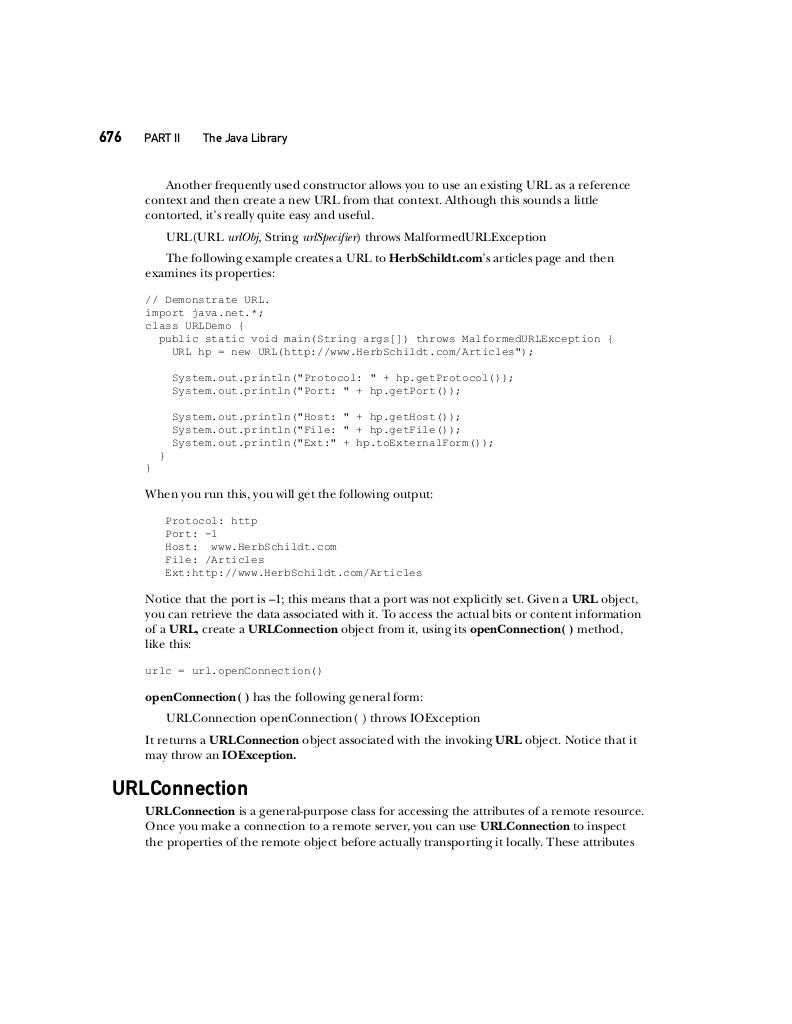 676 PART II The Java Library
Another frequently used constructor allows you to use an existing URL as a reference
context and then create a new URL from that context. Although this sounds a little
contorted, it's really quite easy and useful.
URL(URL urlObj, String urlSpecifier) throws MalformedURLException
The following example creates a URL to HerbSchildt.com's articles page and then
examines its properties:
// Demonstrate URL.
import java.net.*;
class URLDemo {
  public static void main(String args[]) throws MalformedURLException {
    URL hp = new URL(http://www.HerbSchildt.com/Articles");
    System.out.println("Protocol: " + hp.getProtocol());
    System.out.println("Port: " + hp.getPort());
    System.out.println("Host: " + hp.getHost());
    System.out.println("File: " + hp.getFile());
    System.out.println("Ext:" + hp.toExternalForm());
  }
}
When you run this, you will get the following output:
Protocol: http
Port: -1
Host:  www.HerbSchildt.com
File: /Articles
Ext:http://www.HerbSchildt.com/Articles
Notice that the port is –1; this means that a port was not explicitly set. Given a URL object,
you can retrieve the data associated with it. To access the actual bits or content information
of a URL, create a URLConnection object from it, using its openConnection( ) method,
like this:
urlc = url.openConnection()
openConnection( ) has the following general form:
URLConnection openConnection( ) throws IOException
It returns a URLConnection object associated with the invoking URL object. Notice that it
may throw an IOException.
URLConnection
URLConnection is a general-purpose class for accessing the attributes of a remote resource.
Once you make a connection to a remote server, you can use URLConnection to inspect
the properties of the remote object before actually transporting it locally. These attributes